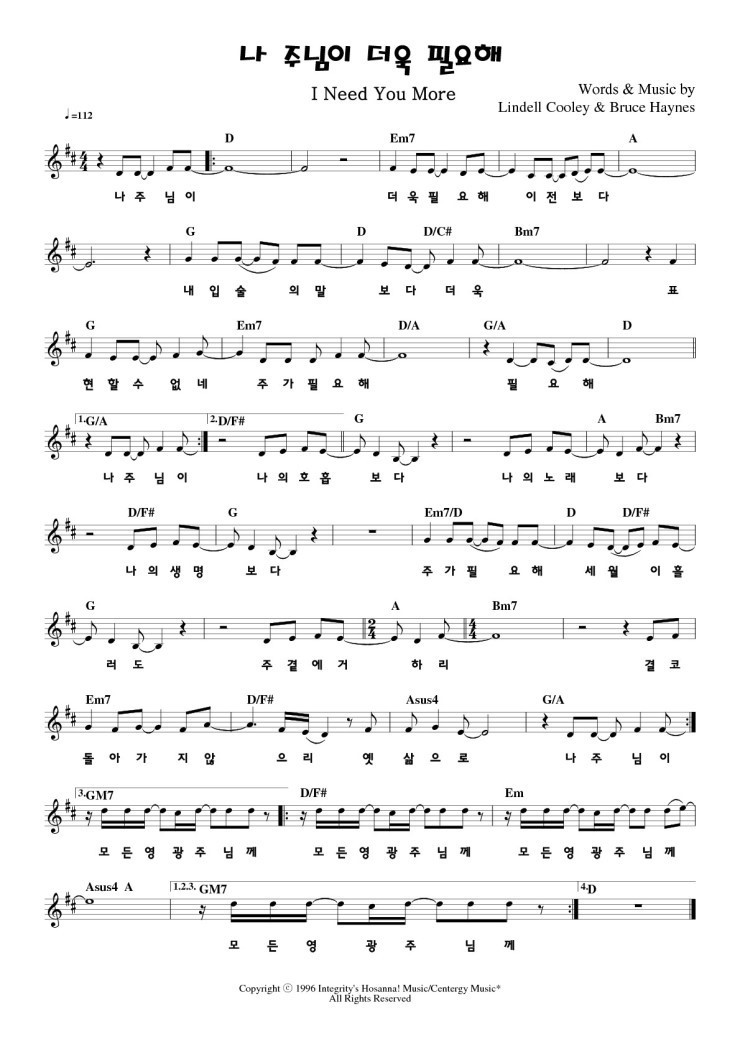 나 주님이 더욱 필요해
I Need You More
Words & Music by
Lindell Cooley & Bruce Haynes
♩=112
D Em7 A
나 주 님 이 더 욱 필 요 해 이 전 보 다
G D D/C# Bm7
내 입 술 의 말 보 다 더 욱 표
G Em7 D/A G/A D
현 할 수 없 네 주 가 필 요 해 필 요 해
1. G/A 2. D/F# G A Bm7
나 주 님 이 나 의 호 흡 보 다 나 의 노 래 보 다
D/F# G Em7/D D D/F#
나 의 생 명 보 다 주 가 필 요 해 세 월 이 흘
G A Bm7
러 도 주 곁 에 거 하 리 결 코
Em7 D/F# Asus4 G/A
돌 아 가 지 않 으 리 옛 삶 으 로 나 주 님 이
3. GM7 D/F# Em
모 든 영 광 주 님 께 모 든 영 광 주 님 께 모 든 영 광 주 님 께
Asus4 A 1.2.3. GM7 4. D
모 든 영 광 주 님 께
Copyright ⓒ 1996 Integrity's Hosanna! Music/Centergy Music*
All Rights Reserved